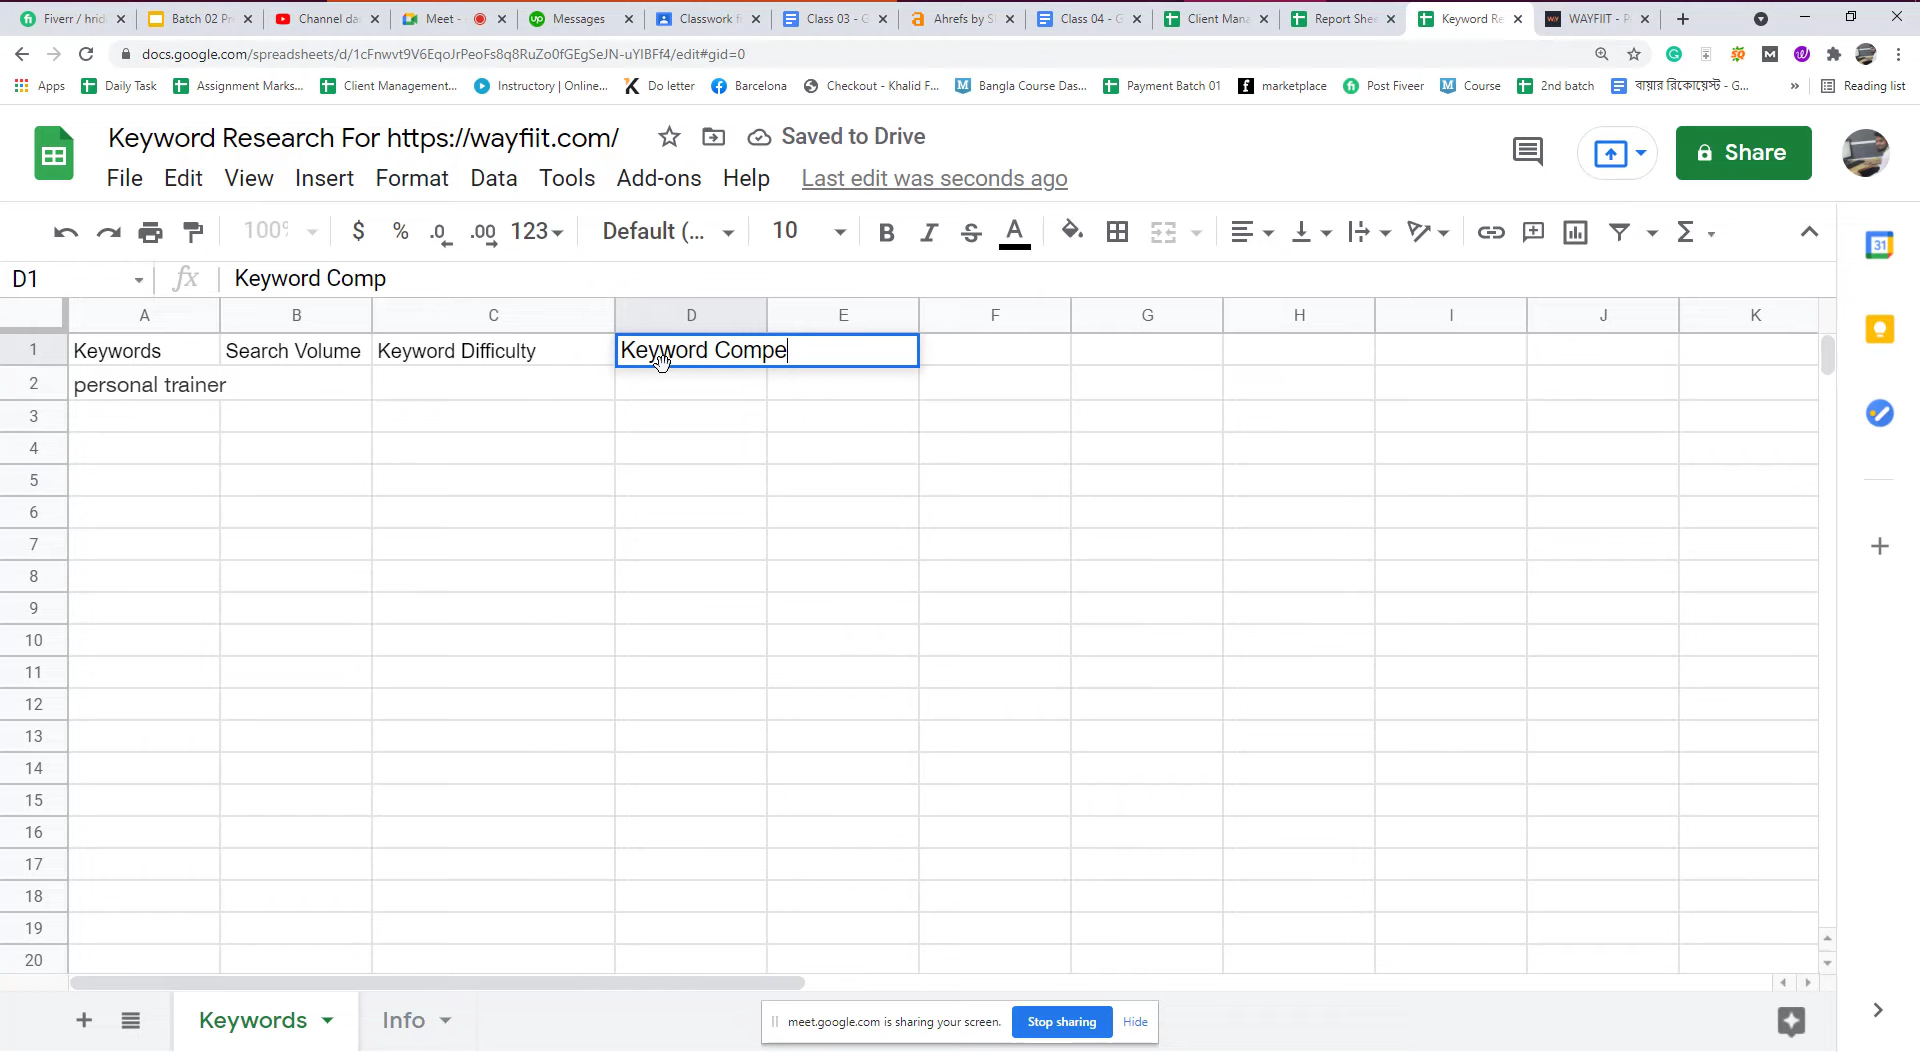 Fiverr / hrid
Batch 02 Pr
Channel da
Meet -
Messages
Classwork f
Class 03 - G
Ahrefs by S
Class 04 - G
Client Mana
Report Shee
Keyword Re
WAYFIIT - P
docs.google.com/spreadsheets/d/1cFnwvt9V6EqoJrPeoFs8q8RuZo0fGEgSeJN-uYIBFf4/edit#gid=0
Apps
Daily Task
Assignment Marks...
Client Management...
Instructory | Online...
Do letter
Barcelona
Checkout - Khalid F...
Bangla Course Das...
Payment Batch 01
marketplace
Post Fiveer
Course
2nd batch
বায়ার রিকোয়েস্ট - G...
Reading list
Keyword Research For https://wayfiit.com/
Saved to Drive
Share
File Edit View Insert Format Data Tools Add-ons Help Last edit was seconds ago
100% $ % .0 .00 123 Default (... 10 B I S A
D1 fx Keyword Comp
A B C D E F G H I J K
1 Keywords Search Volume Keyword Difficulty Keyword Compe
2 personal trainer
3
4
5
6
7
8
9
10
11
12
13
14
15
16
17
18
19
20
Keywords Info
meet.google.com is sharing your screen. Stop sharing Hide